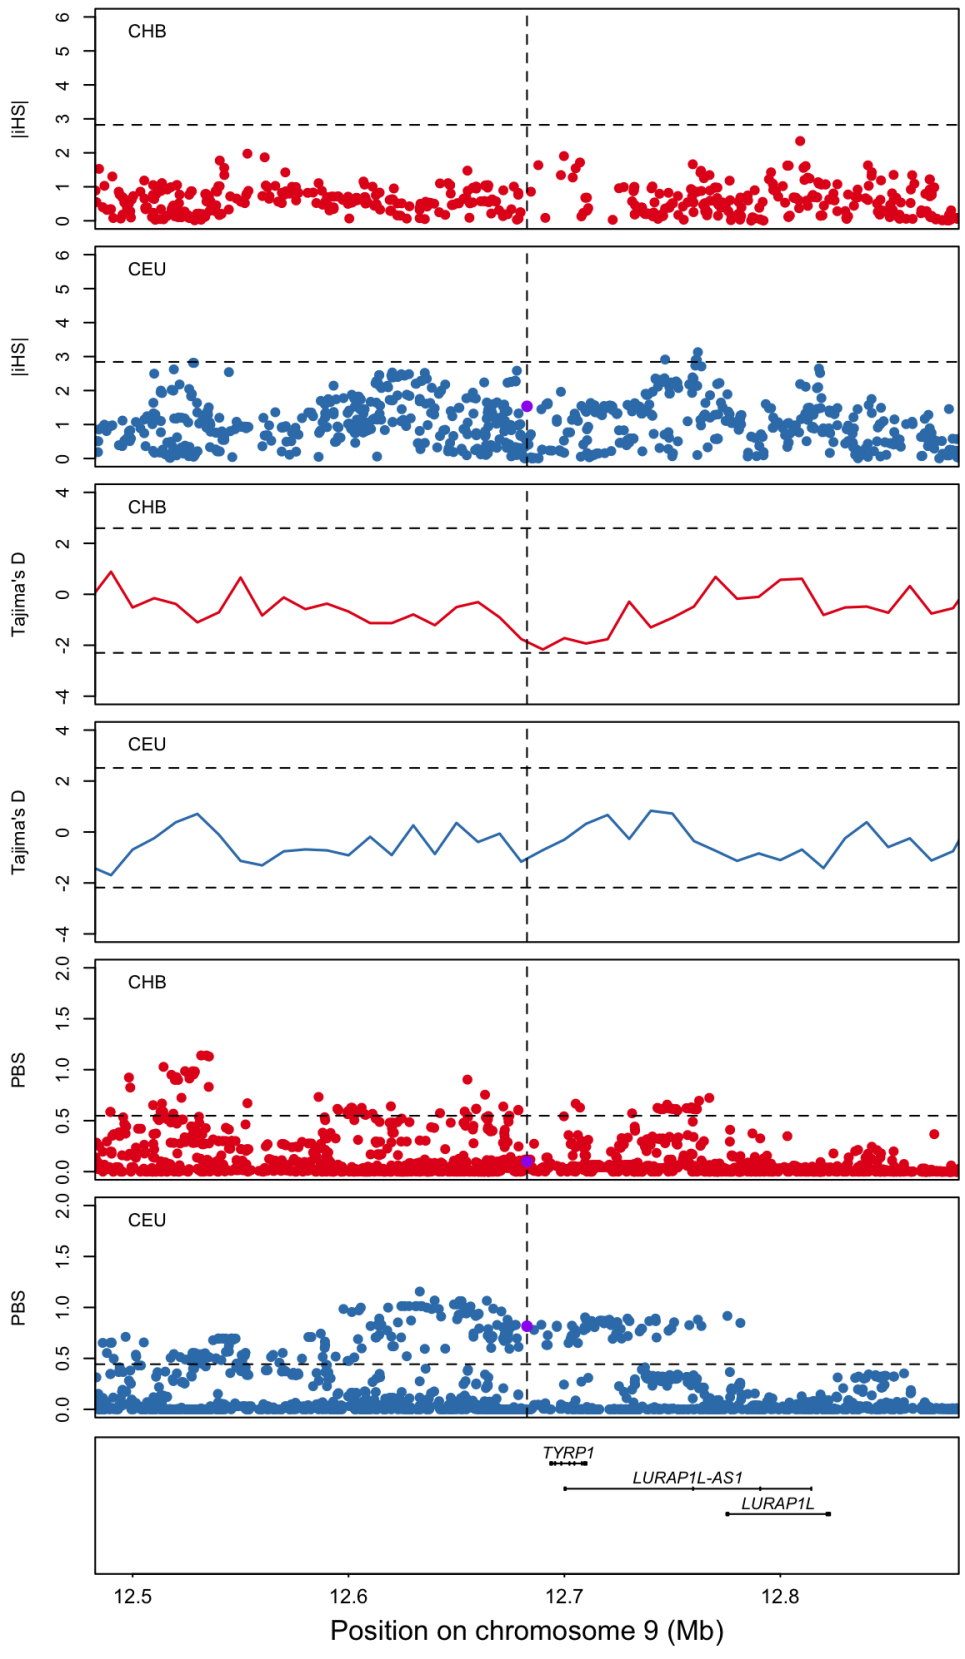 CHB
|iHS|
0 1 2 3 4 5 6
CEU
|iHS|
0 1 2 3 4 5 6
CHB
Tajima's D
-4 -2 0 2 4
CEU
Tajima's D
-4 -2 0 2 4
CHB
PBS
0.0 0.5 1.0 1.5 2.0
CEU
PBS
0.0 0.5 1.0 1.5 2.0
TYRP1
LURAP1L-AS1
LURAP1L
12.5 12.6 12.7 12.8
Position on chromosome 9 (Mb)